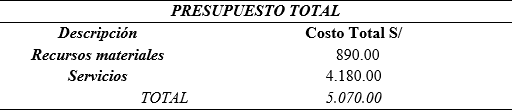 PRESUPUESTO TOTAL
Descripción Costo Total S/
Recursos materiales 890.00
Servicios 4.180.00
TOTAL 5.070.00